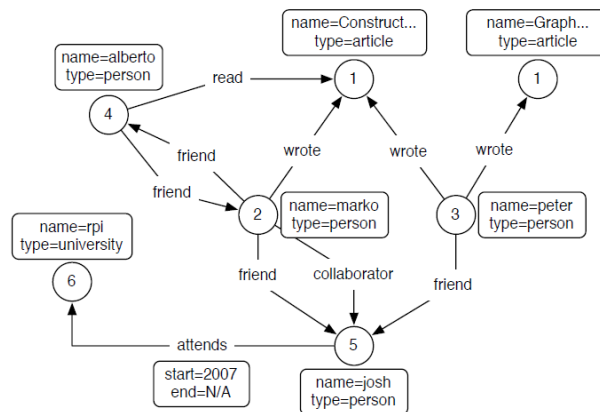 name=Construct...
type=article
name=Graph...
type=article
name=alberto
type=person
read
1
1
4
friend
wrote
wrote
wrote
friend
name=rpi
type=university
2
name=marko
type=person
3
name=peter
type=person
6
friend
collaborator
friend
attends
5
start=2007
end=N/A
name=josh
type=person